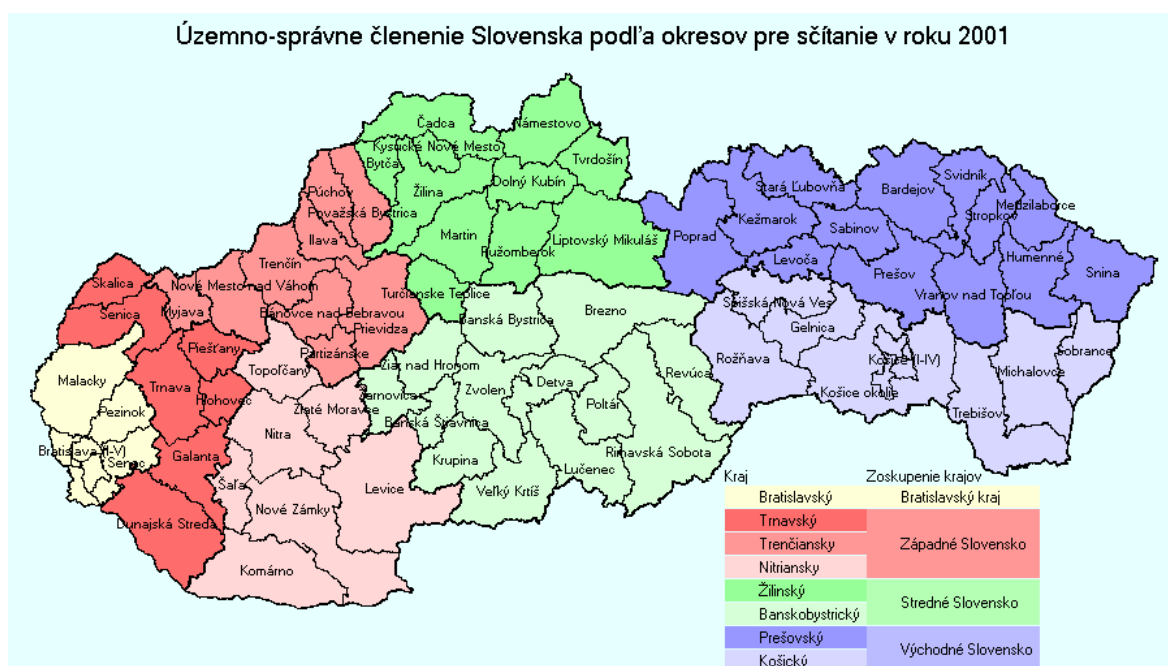 Územno-správne členenie Slovenska podľa okresov pre sčítanie v roku 2001
Čadca
Námestovo
Kysucké Nové Mesto
Bytča
Tvrdošín
Púchov
Žilina
Dolný Kubín
Považská Bystrica
Ilava
Martin
Ružomberok
Liptovský Mikuláš
Stará Ľubovňa
Bardejov
Svidník
Medzilaborce
Stropkov
Kežmarok
Sabinov
Poprad
Levoča
Prešov
Humenné
Snina
Vranov nad Topľou
Trenčín
Skalica
Nové Mesto nad Váhom
Turčianske Teplice
Senica
Myjava
Bánovce nad Bebravou
Prievidza
Banská Bystrica
Brezno
Spišská Nová Ves
Gelnica
Piešťany
Partizánske
Topoľčany
Žiar nad Hronom
Rožňava
Košice (I-IV)
Sobrance
Michalovce
Malacky
Trnava
Hlohovec
Žarnovica
Zvolen
Detva
Revúca
Košice okolie
Trebišov
Pezinok
Zlaté Moravce
Banská Štiavnica
Poltár
Nitra
Bratislava (I-V)
Senec
Galanta
Krupina
Rimavská Sobota
Lučenec
Šaľa
Levice
Veľký Krtíš
Nové Zámky
Dunajská Streda
Komárno
Kraj
Zoskupenie krajov
Bratislavský
Bratislavský kraj
Trnavský
Trenčiansky
Západné Slovensko
Nitriansky
Žilinský
Stredné Slovensko
Banskobystrický
Prešovský
Východné Slovensko
Košický